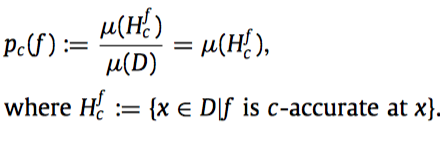 p_c(f) := μ(H_c^f) / μ(D) = μ(H_c^f),
where H_c^f := {x ∈ D|f is c-accurate at x}.